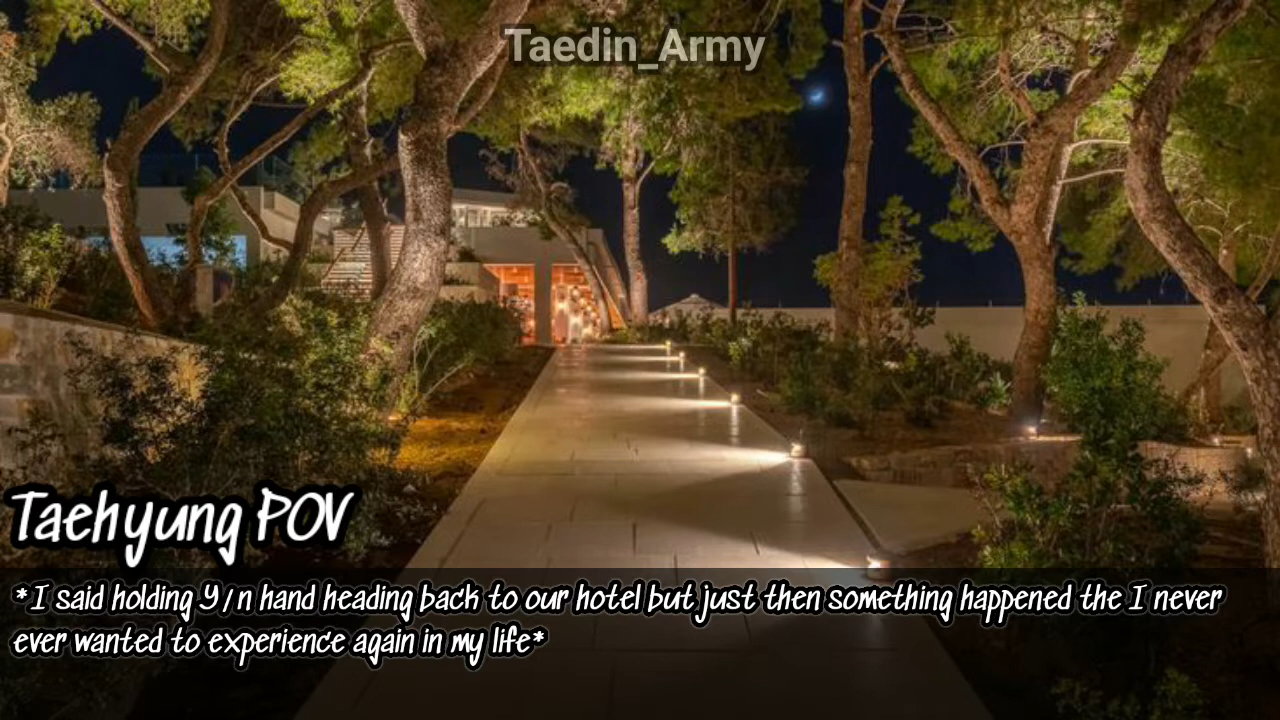 Taedin_Army
Taehyung POV
*I said holding Y/n hand heading back to our hotel but just then something happened the I never
ever wanted to experience again in my life*